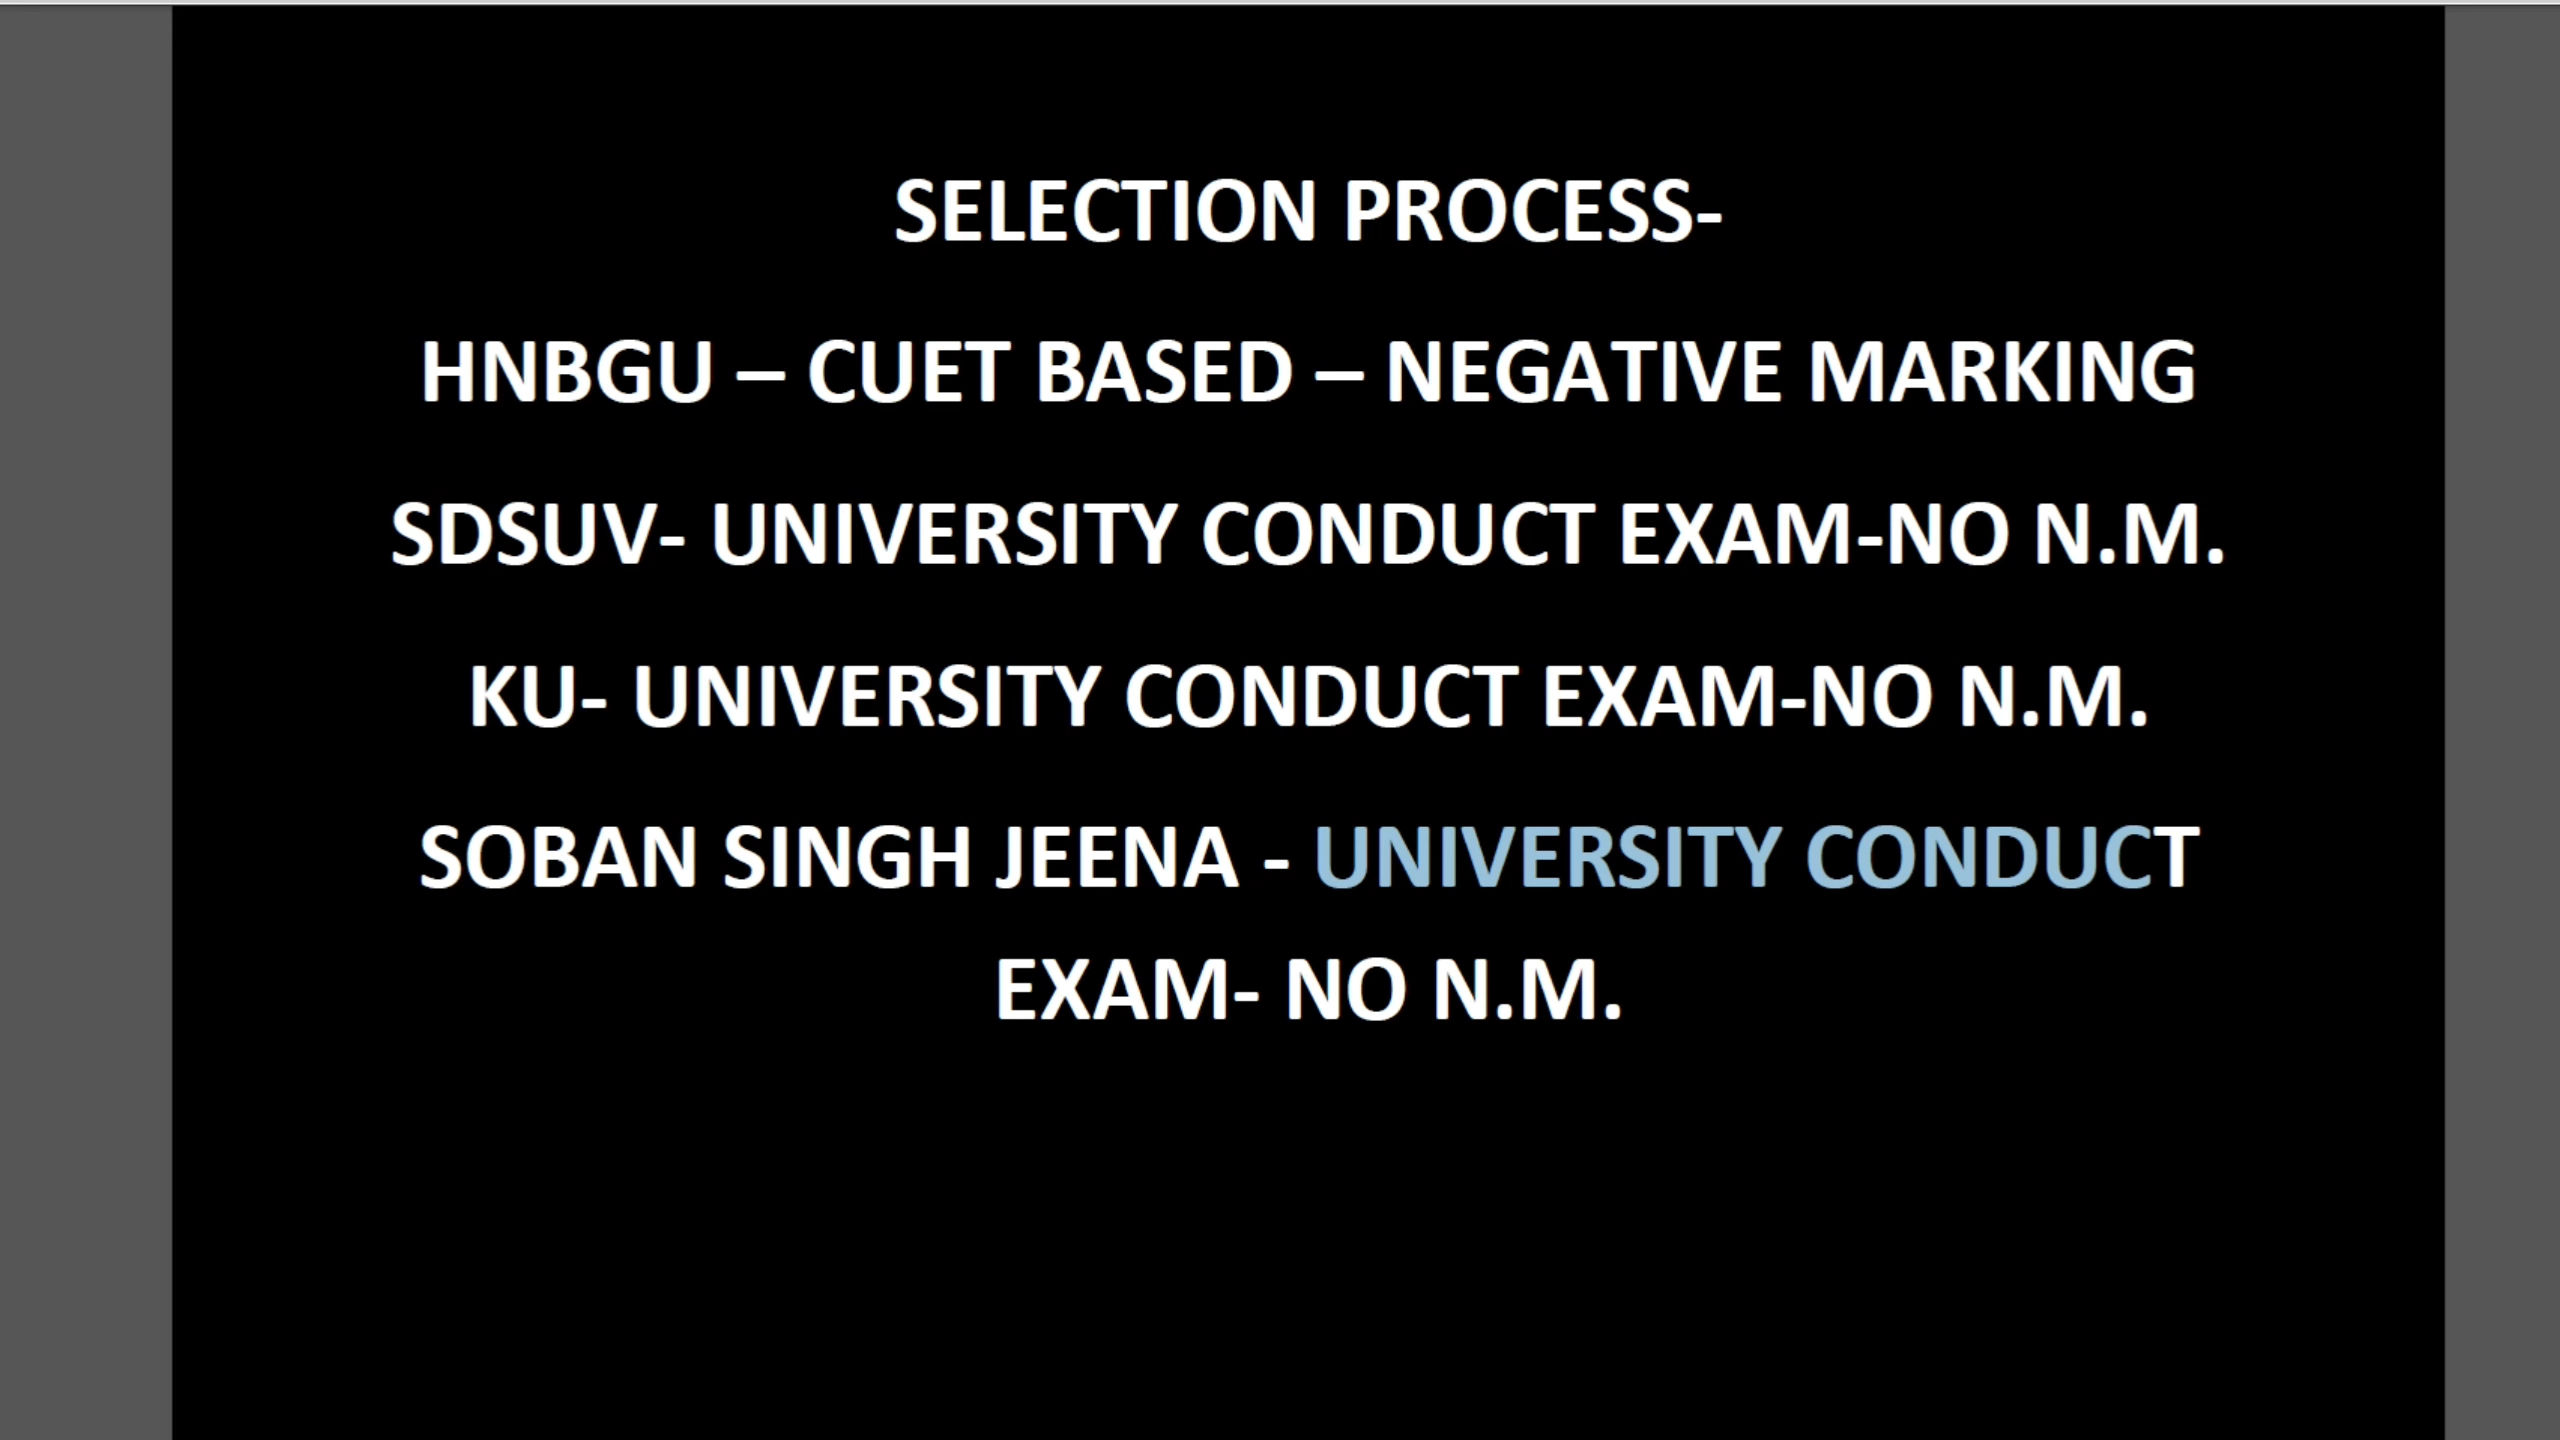 SELECTION PROCESS-
HNBGU – CUET BASED – NEGATIVE MARKING
SDSUV- UNIVERSITY CONDUCT EXAM-NO N.M.
KU- UNIVERSITY CONDUCT EXAM-NO N.M.
SOBAN SINGH JEENA - UNIVERSITY CONDUCT
EXAM- NO N.M.